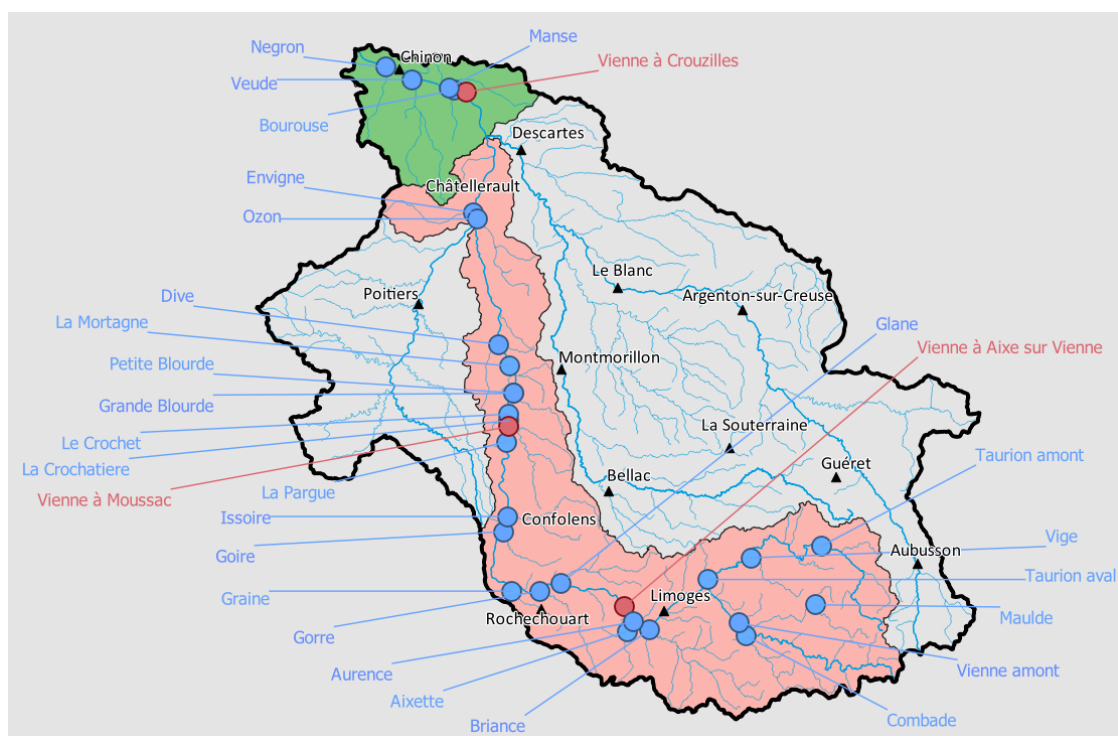 Manse
Negron
Chinon
Vienne à Crouzilles
Veude
Bourouse
Descartes
Envigne
Châtellerault
Ozon
Le Blanc
Poitiers
Argenton-sur-Creuse
Dive
La Mortagne
Glane
Vienne à Aixe sur Vienne
Petite Blourde
Montmorillon
Grande Blourde
La Souterraine
Le Crochet
La Crochatiere
Taurion amont
Guéret
Bellac
La Pargue
Vienne à Moussac
Issoire
Confolens
Vige
Goire
Aubusson
Taurion aval
Graine
Limoges
Rochechouart
Maulde
Gorre
Aurence
Vienne amont
Aixette
Combade
Briance